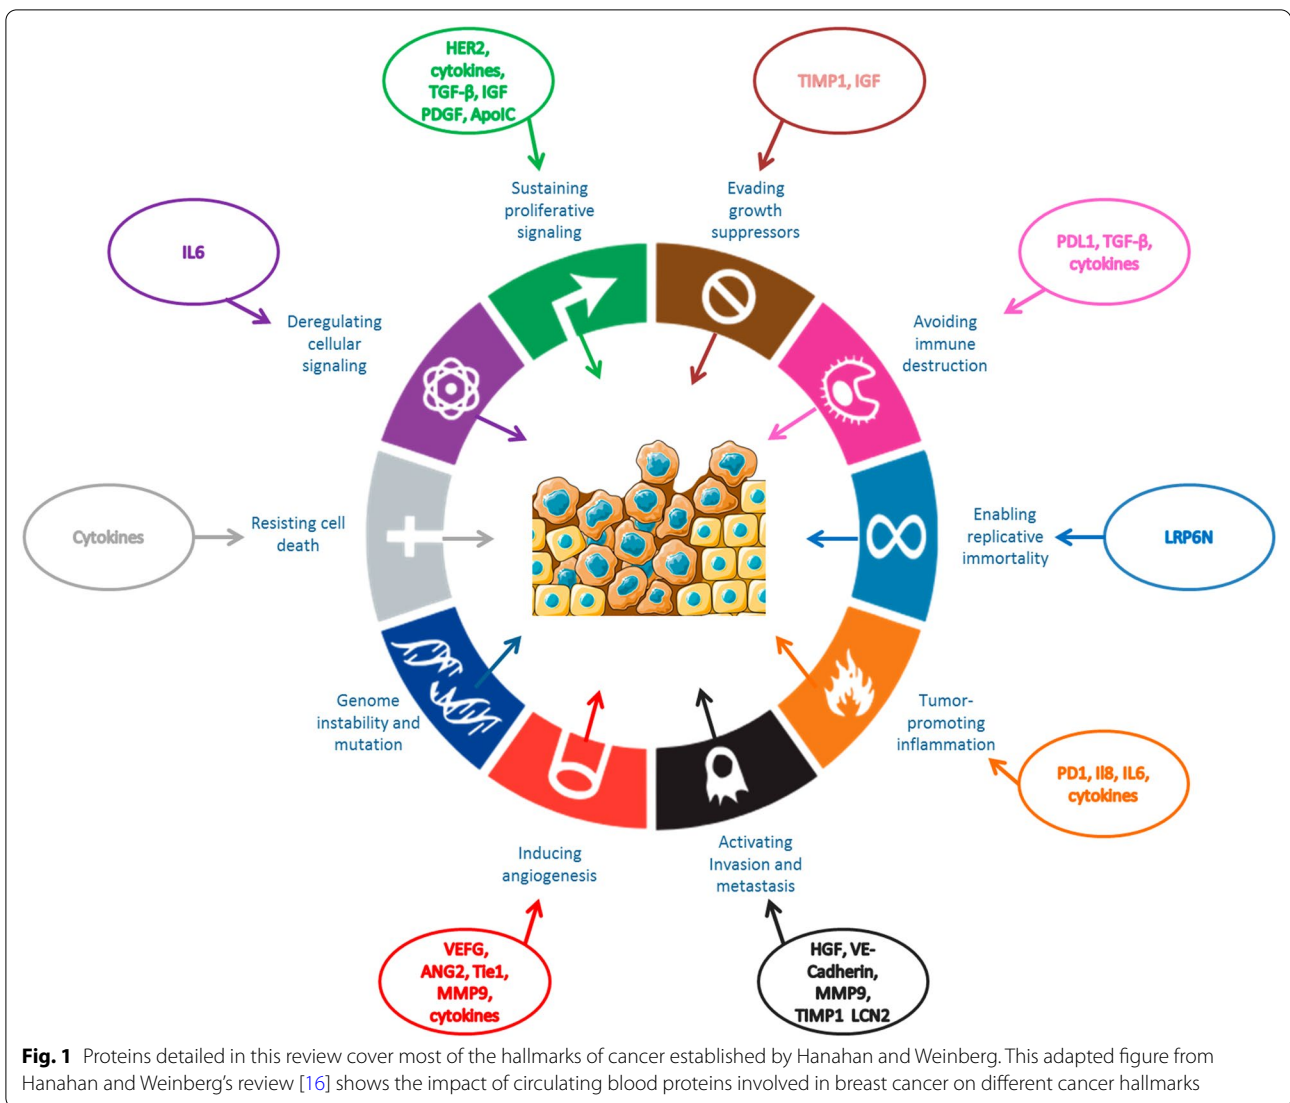 HER2,
cytokines,
TGF-β, IGF
PDGF, ApoIC
TIMP1, IGF
Sustaining
proliferative
signaling
Evading
growth
suppressors
IL6
PDL1, TGF-β,
cytokines
Deregulating
cellular
signaling
Avoiding
immune
destruction
Cytokines
Resisting cell
death
Enabling
replicative
immortality
LRP6N
Genome
instability and
mutation
Tumor-
promoting
inflammation
PD1, Il8, IL6,
cytokines
Inducing
angiogenesis
Activating
Invasion and
metastasis
VEFG,
ANG2, Tie1,
MMP9,
cytokines
HGF, VE-
Cadherin,
MMP9,
TIMP1 LCN2
Fig. 1 Proteins detailed in this review cover most of the hallmarks of cancer established by Hanahan and Weinberg. This adapted figure from
Hanahan and Weinberg's review [16] shows the impact of circulating blood proteins involved in breast cancer on different cancer hallmarks